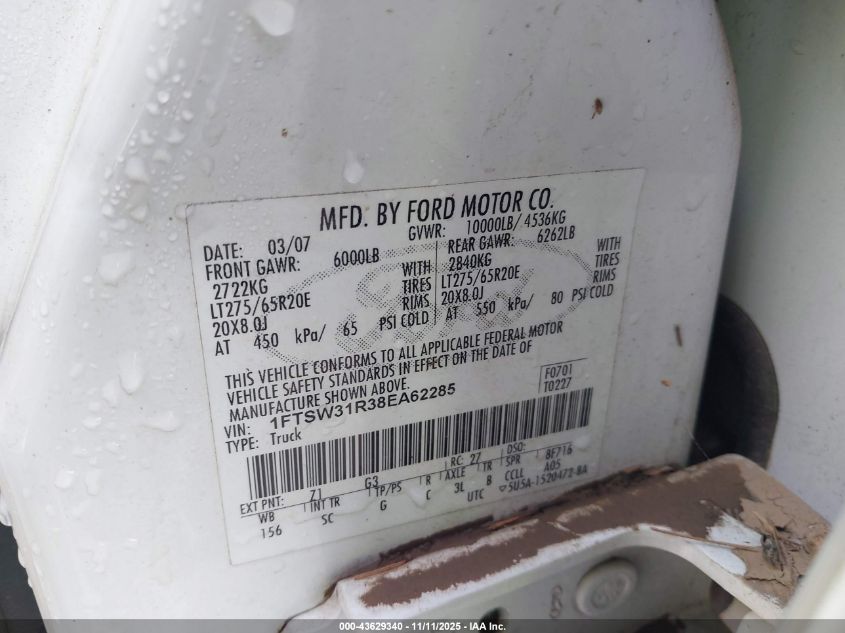 MFD. BY FORD MOTOR CO.
DATE: 03/07 GVWR: 10000LB/ 4536KG
FRONT GAWR: 6000LB REAR GAWR: 6262LB
2722KG WITH 2840KG WITH
LT275/65R20E TIRES LT275/65R20E TIRES
20X8.0J RIMS 20X8.0J RIMS
AT 450 kPa/ 65 PSI COLD AT 550 kPa/ 80 PSI COLD
THIS VEHICLE CONFORMS TO ALL APPLICABLE FEDERAL MOTOR
VEHICLE SAFETY STANDARDS IN EFFECT ON THE DATE OF
MANUFACTURE SHOWN ABOVE.
F0701
T0227
VIN: 1FTSW31R38EA62285
TYPE: Truck
EXT PNT: Z1 G3 RC: 27 DSO:
WB INT TR TP/PS R AXLE TR SPR 8F716
156 SC G C 3L B CCLL A05
UTC 5U5A-1520472-BA
Ford
000-43629340 - 11/11/2025 - IAA Inc.